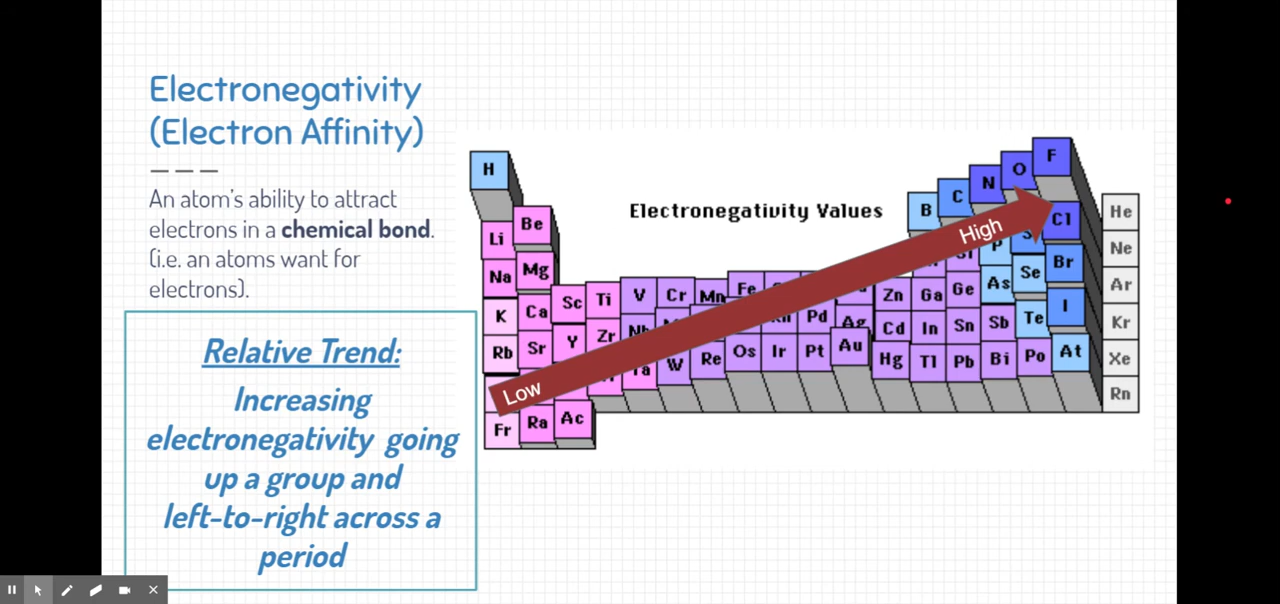 Electronegativity
(Electron Affinity)
An atom's ability to attract
electrons in a chemical bond.
(i.e. an atoms want for
electrons).
Relative Trend:
Increasing
electronegativity going
up a group and
left-to-right across a
period
Electronegativity Values
H
Li Be
Na Mg
K Ca Sc Ti V Cr Mn Fe Zn Ga Ge As Se Br
Rb Sr Y Zr Nb Pd Ag Cd In Sn Sb Te I
Ta W Re Os Ir Pt Au Hg Tl Pb Bi Po At
Fr Ra Ac
B C N O F
Si P S Cl
He
Ne
Ar
Kr
Xe
Rn
Low
High